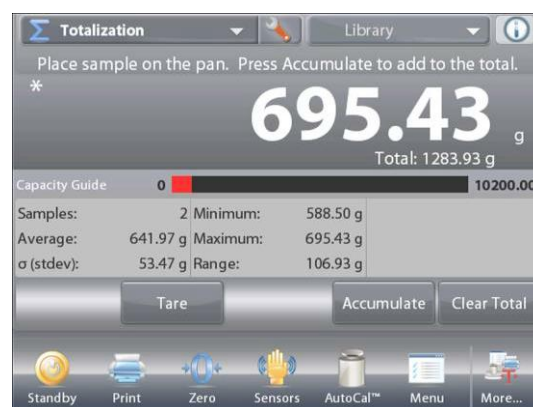 Σ Totalization Library
Place sample on the pan. Press Accumulate to add to the total.
*
695.43 g
Total: 1283.93 g
Capacity Guide 0 10200.00
Samples: 2 Minimum: 588.50 g
Average: 641.97 g Maximum: 695.43 g
σ (stdev): 53.47 g Range: 106.93 g
Tare Accumulate Clear Total
Standby Print Zero Sensors AutoCal™ Menu More...